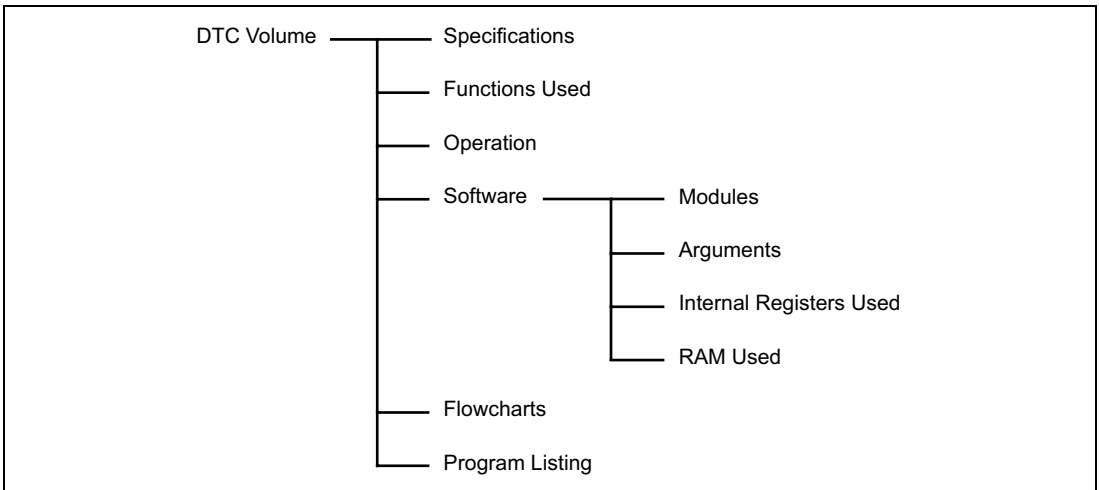 DTC Volume
Specifications
Functions Used
Operation
Software
Modules
Arguments
Internal Registers Used
RAM Used
Flowcharts
Program Listing